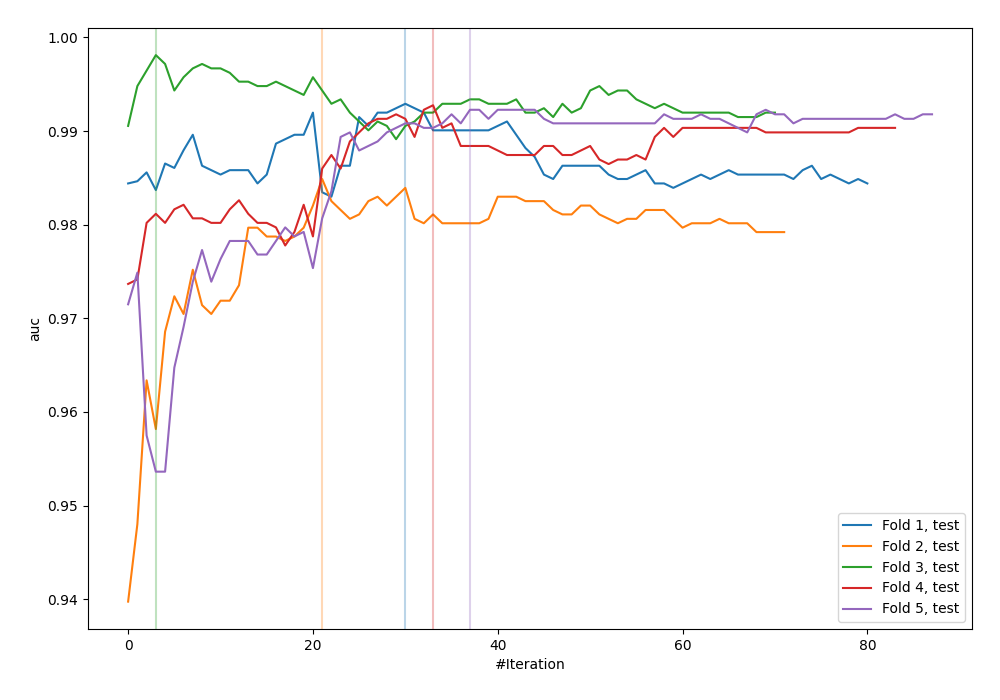 1.00
0.99
0.98
0.97
0.96
0.95
0.94
auc
0
20
40
60
80
#Iteration
Fold 1, test
Fold 2, test
Fold 3, test
Fold 4, test
Fold 5, test